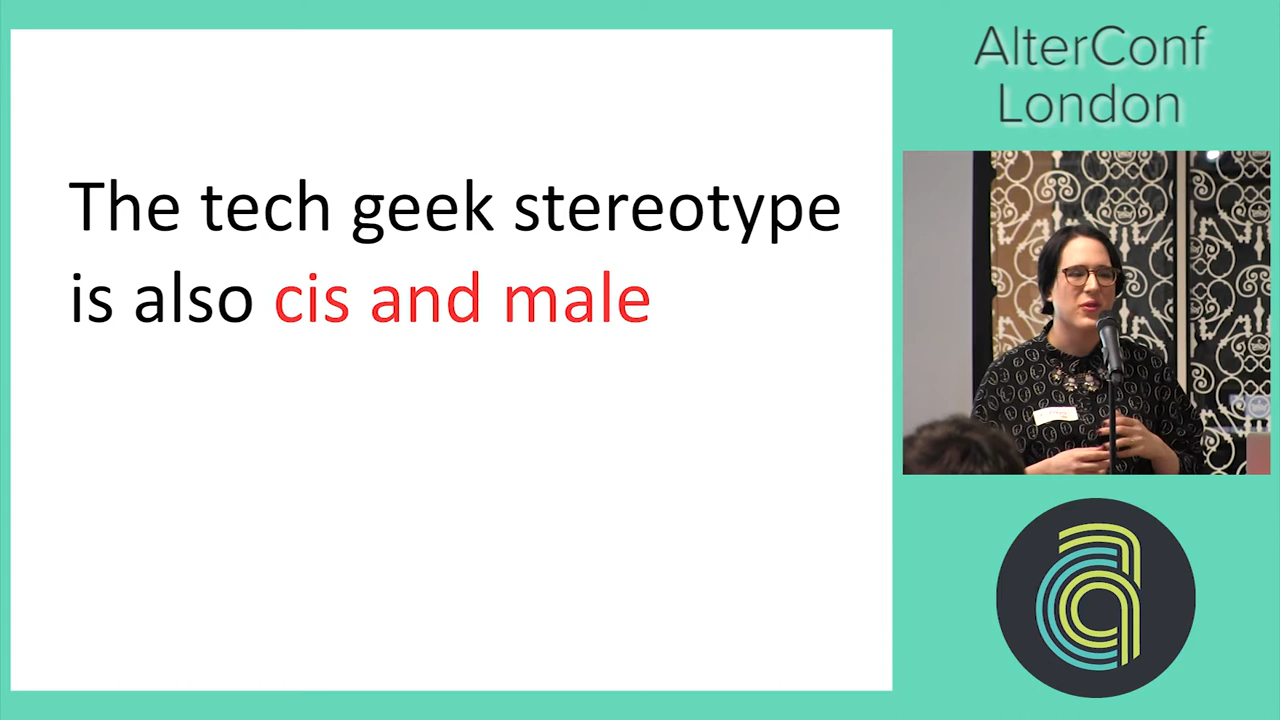 The tech geek stereotype
is also cis and male
AlterConf
London